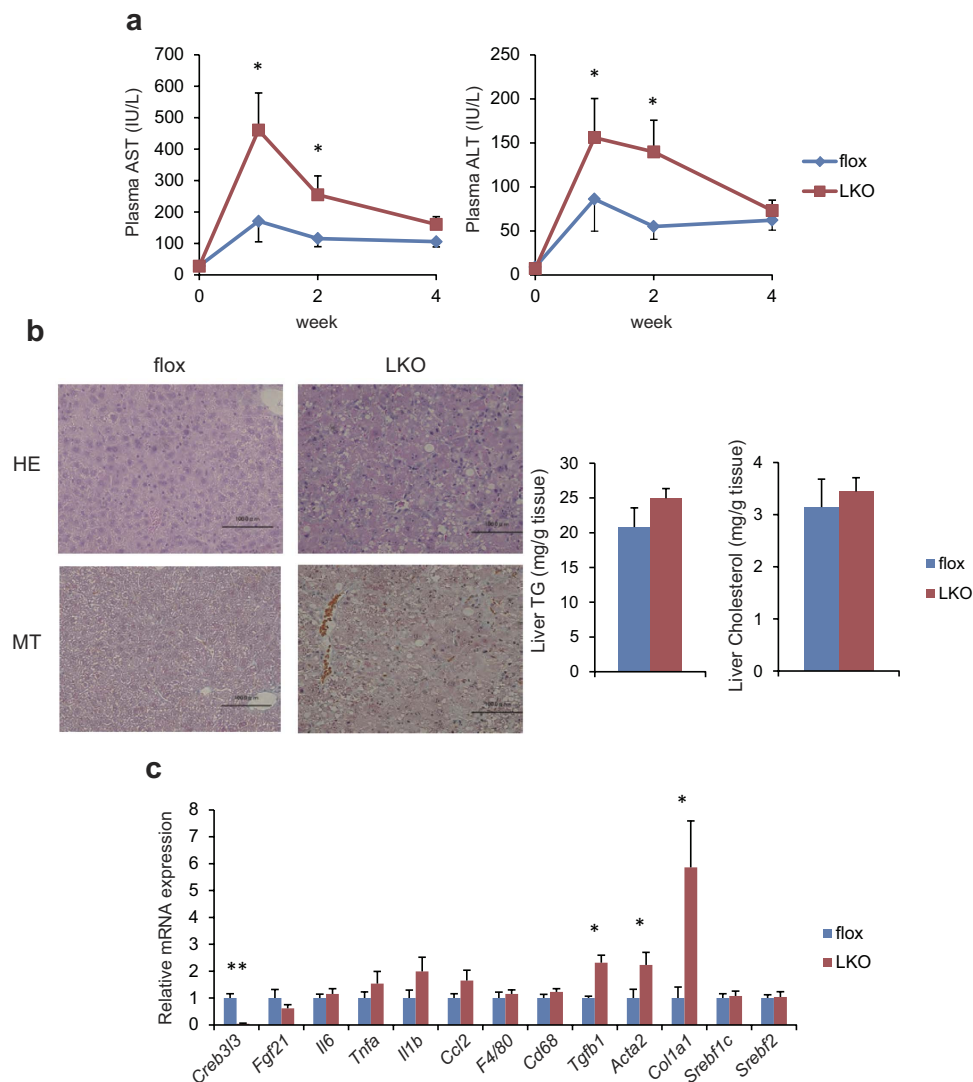 a
700
600
500
400
300
200
100
0
Plasma AST (IU/L)
*
*
0
2
4
week
250
200
150
100
50
0
Plasma ALT (IU/L)
*
*
0
2
4
week
flox
LKO
b
flox
LKO
HE
MT
30
25
20
15
10
5
0
Liver TG (mg/g tissue)
4
3
2
1
0
Liver Cholesterol (mg/g tissue)
flox
LKO
c
8
7
6
5
4
3
2
1
0
Relative mRNA expression
**
*
*
*
Creb3l3
Fgf21
Il6
Tnfa
Il1b
Ccl2
F4/80
Cd68
Tgfb1
Acta2
Col1a1
Srebf1c
Srebf2
flox
LKO